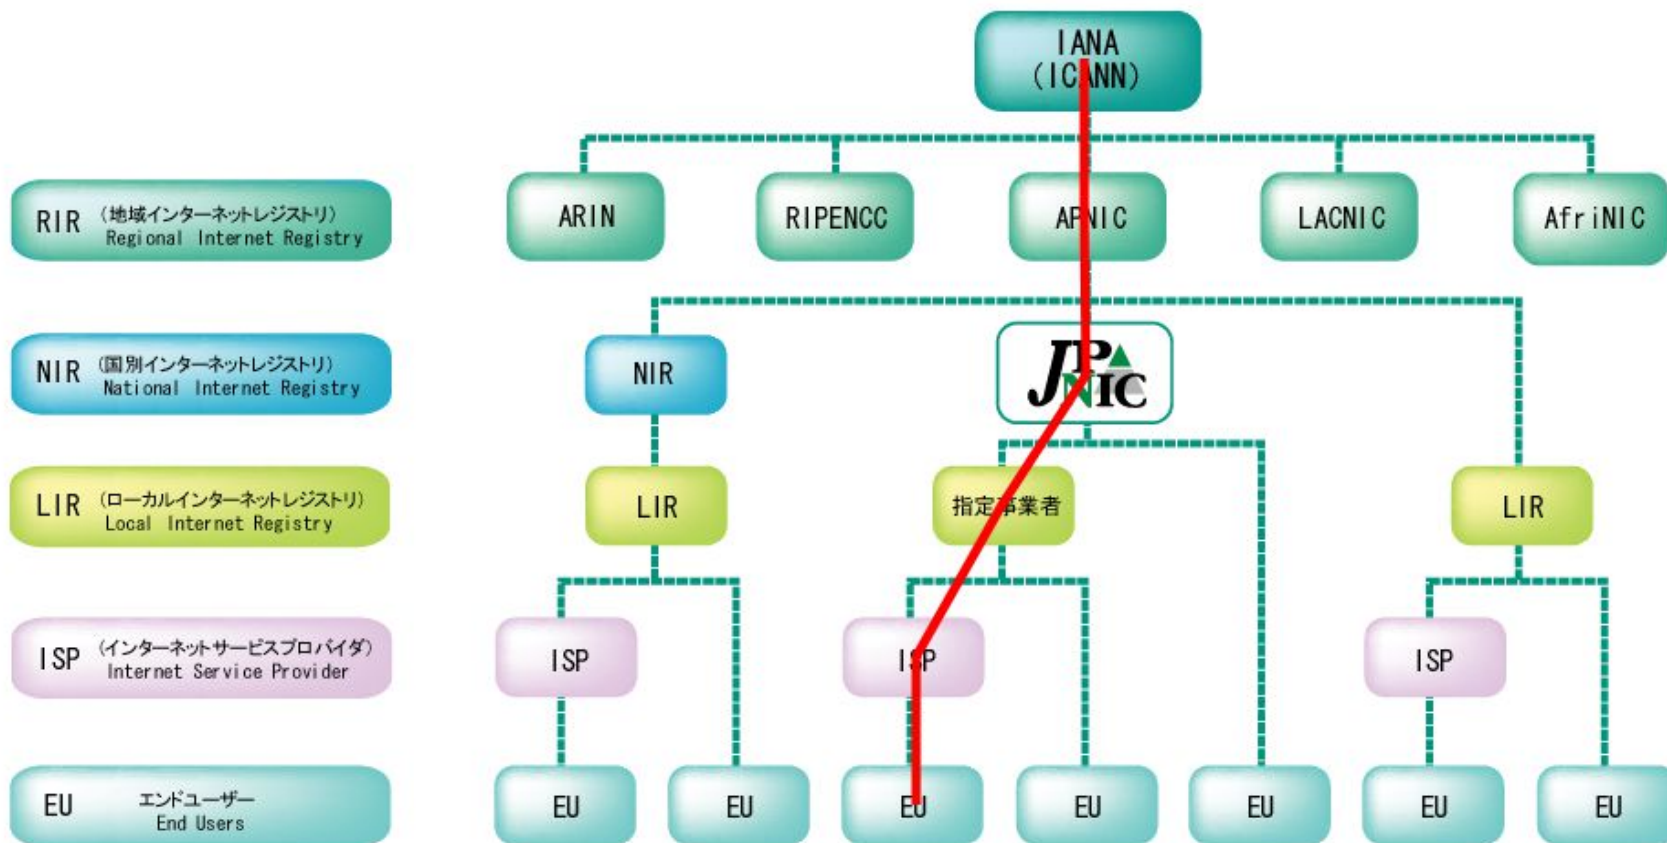 IANA
(ICANN)
RIR (地域インターネットレジストリ)
Regional Internet Registry
ARIN
RIPENCC
APNIC
LACNIC
AfriNIC
NIR (国別インターネットレジストリ)
National Internet Registry
NIR
JPNIC
LIR (ローカルインターネットレジストリ)
Local Internet Registry
LIR
指定事業者
LIR
ISP (インターネットサービスプロバイダ)
Internet Service Provider
ISP
ISP
ISP
EU エンドユーザー
End Users
EU
EU
EU
EU
EU
EU
EU